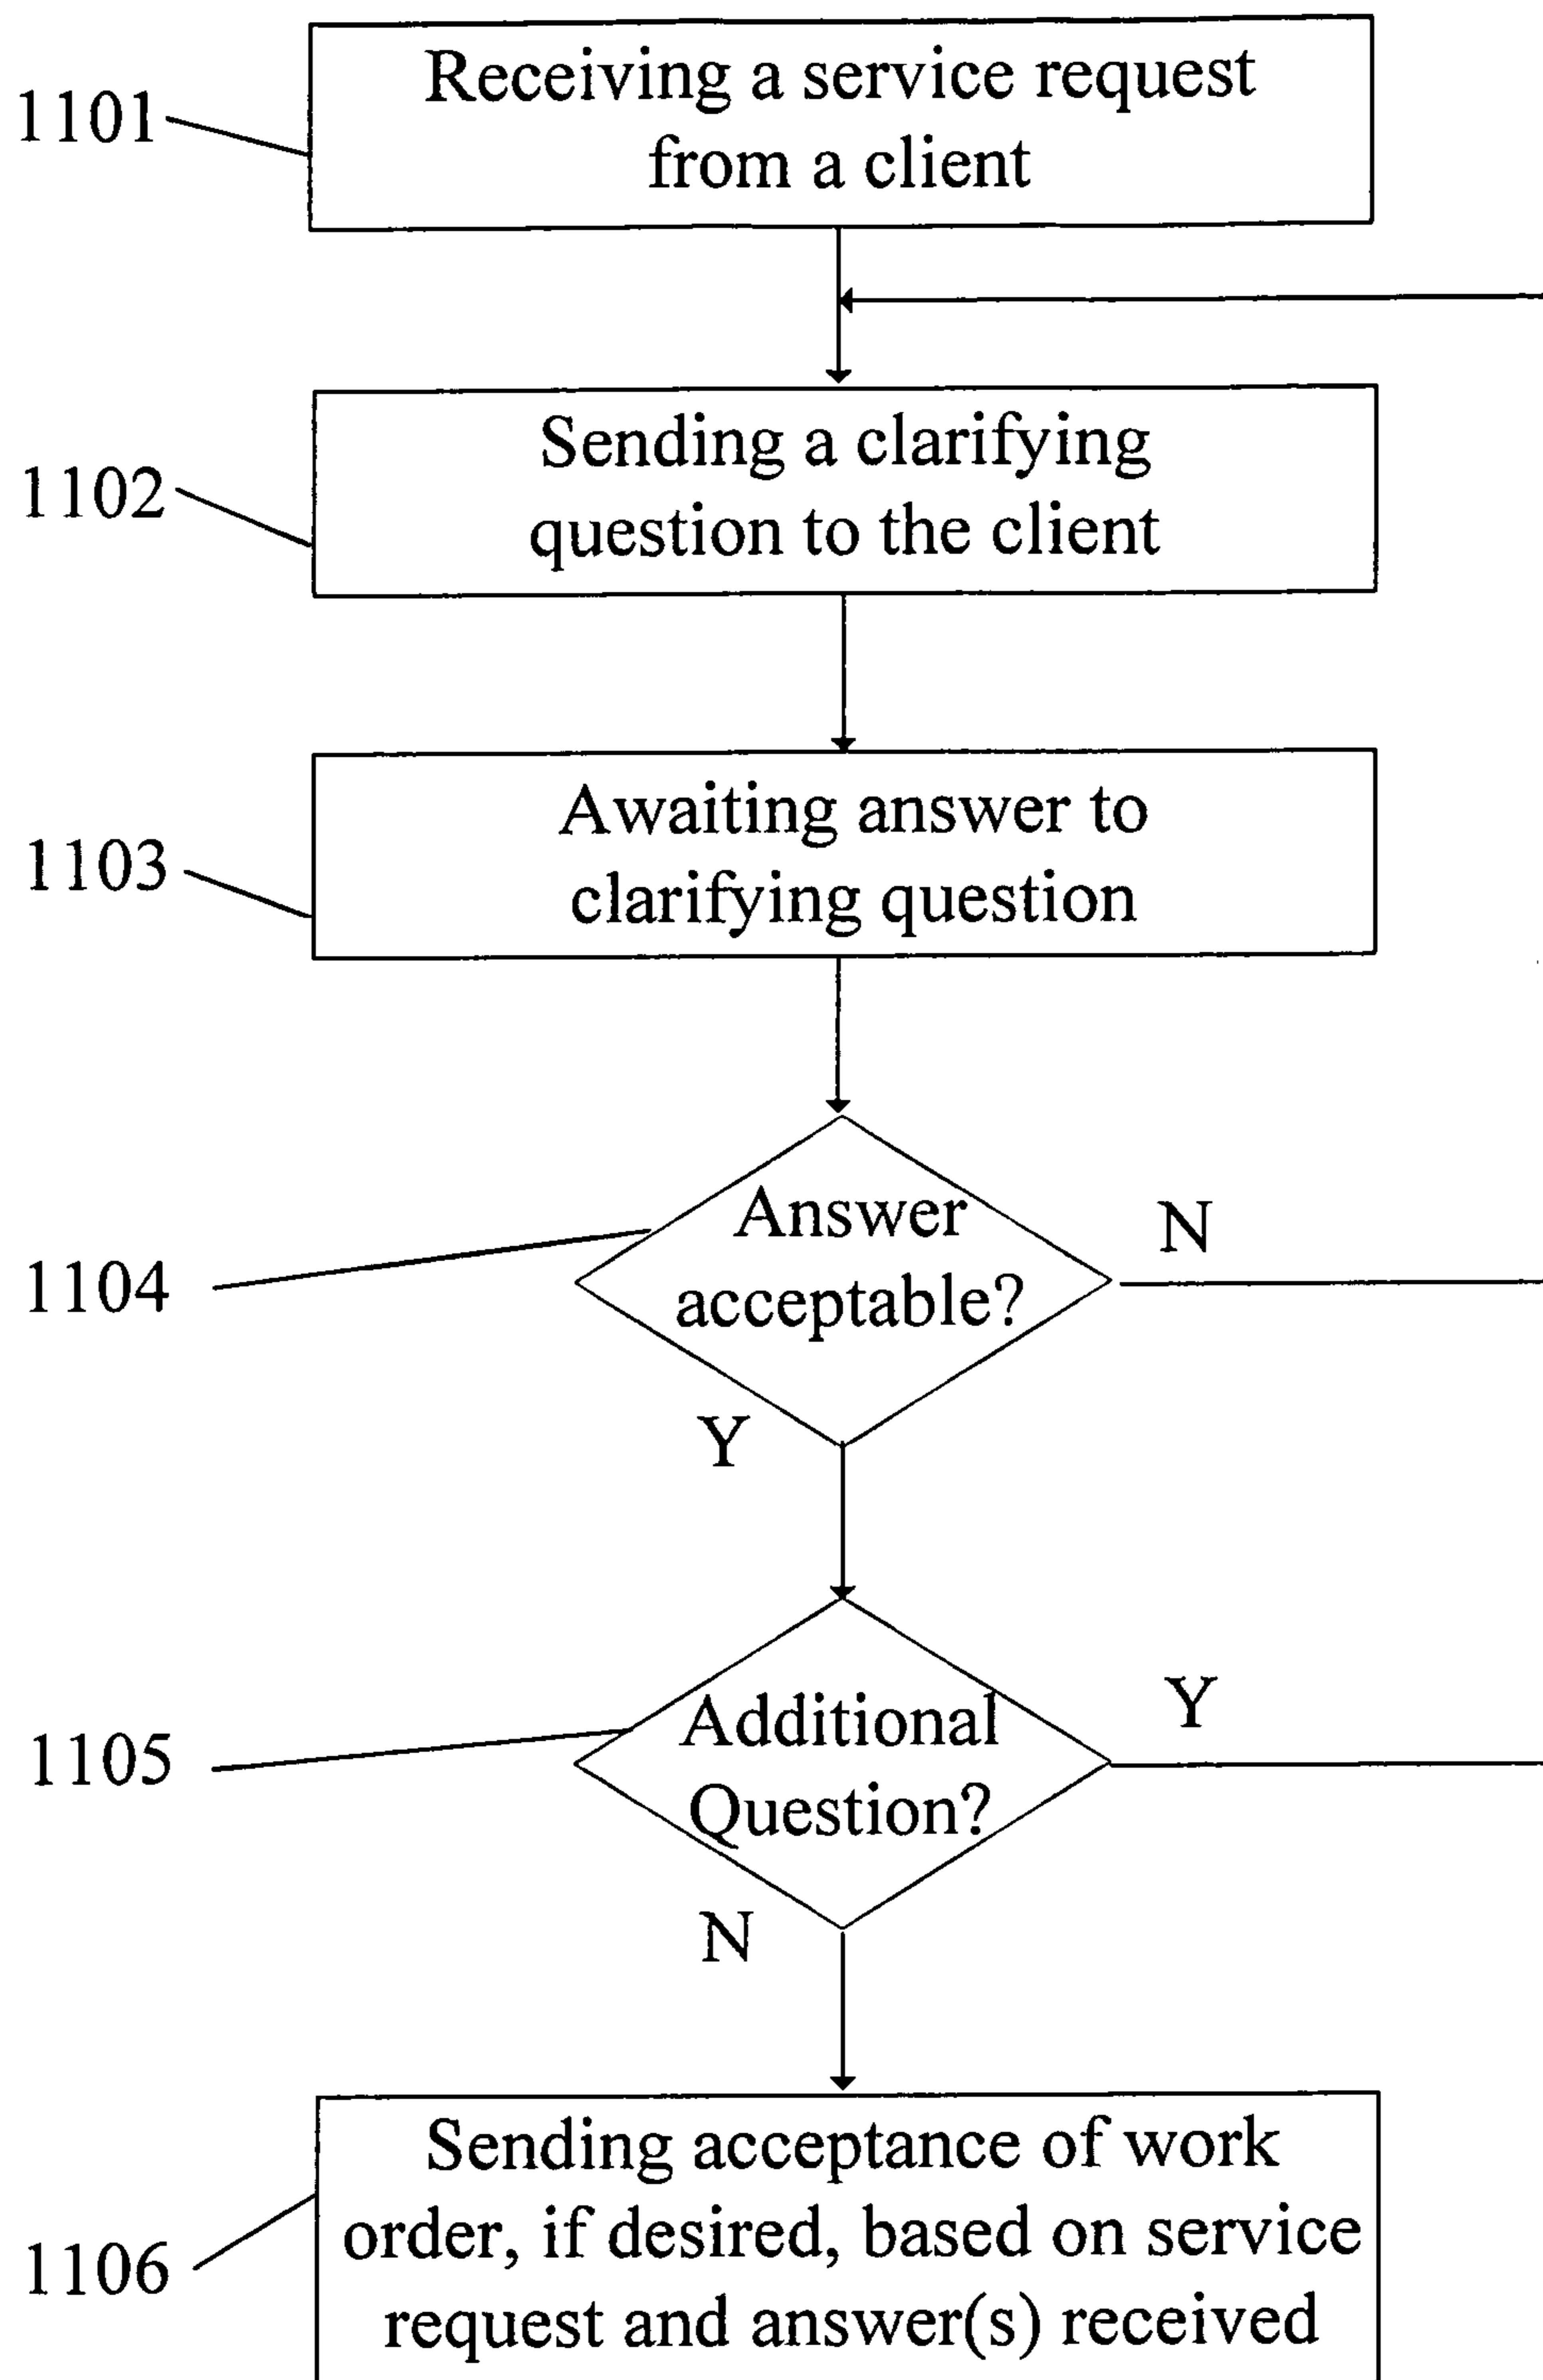 1101
Receiving a service request
from a client
1102
Sending a clarifying
question to the client
1103
Awaiting answer to
clarifying question
1104
Answer
acceptable?
N
Y
1105
Additional
Question?
Y
N
1106
Sending acceptance of work
order, if desired, based on service
request and answer(s) received